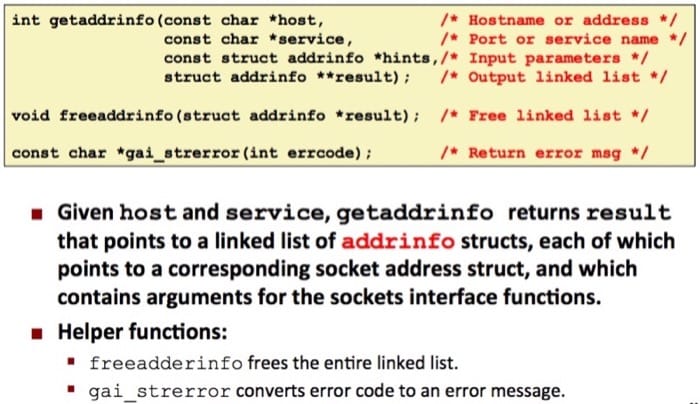 int getaddrinfo(const char *host, /* Hostname or address */
const char *service, /* Port or service name */
const struct addrinfo *hints,/* Input parameters */
struct addrinfo **result); /* Output linked list */
void freeaddrinfo(struct addrinfo *result); /* Free linked list */
const char *gai_strerror(int errcode); /* Return error msg */
■ Given host and service, getaddrinfo returns result
that points to a linked list of addrinfo structs, each of which
points to a corresponding socket address struct, and which
contains arguments for the sockets interface functions.
■ Helper functions:
▪ freeadderinfo frees the entire linked list.
▪ gai_strerror converts error code to an error message.